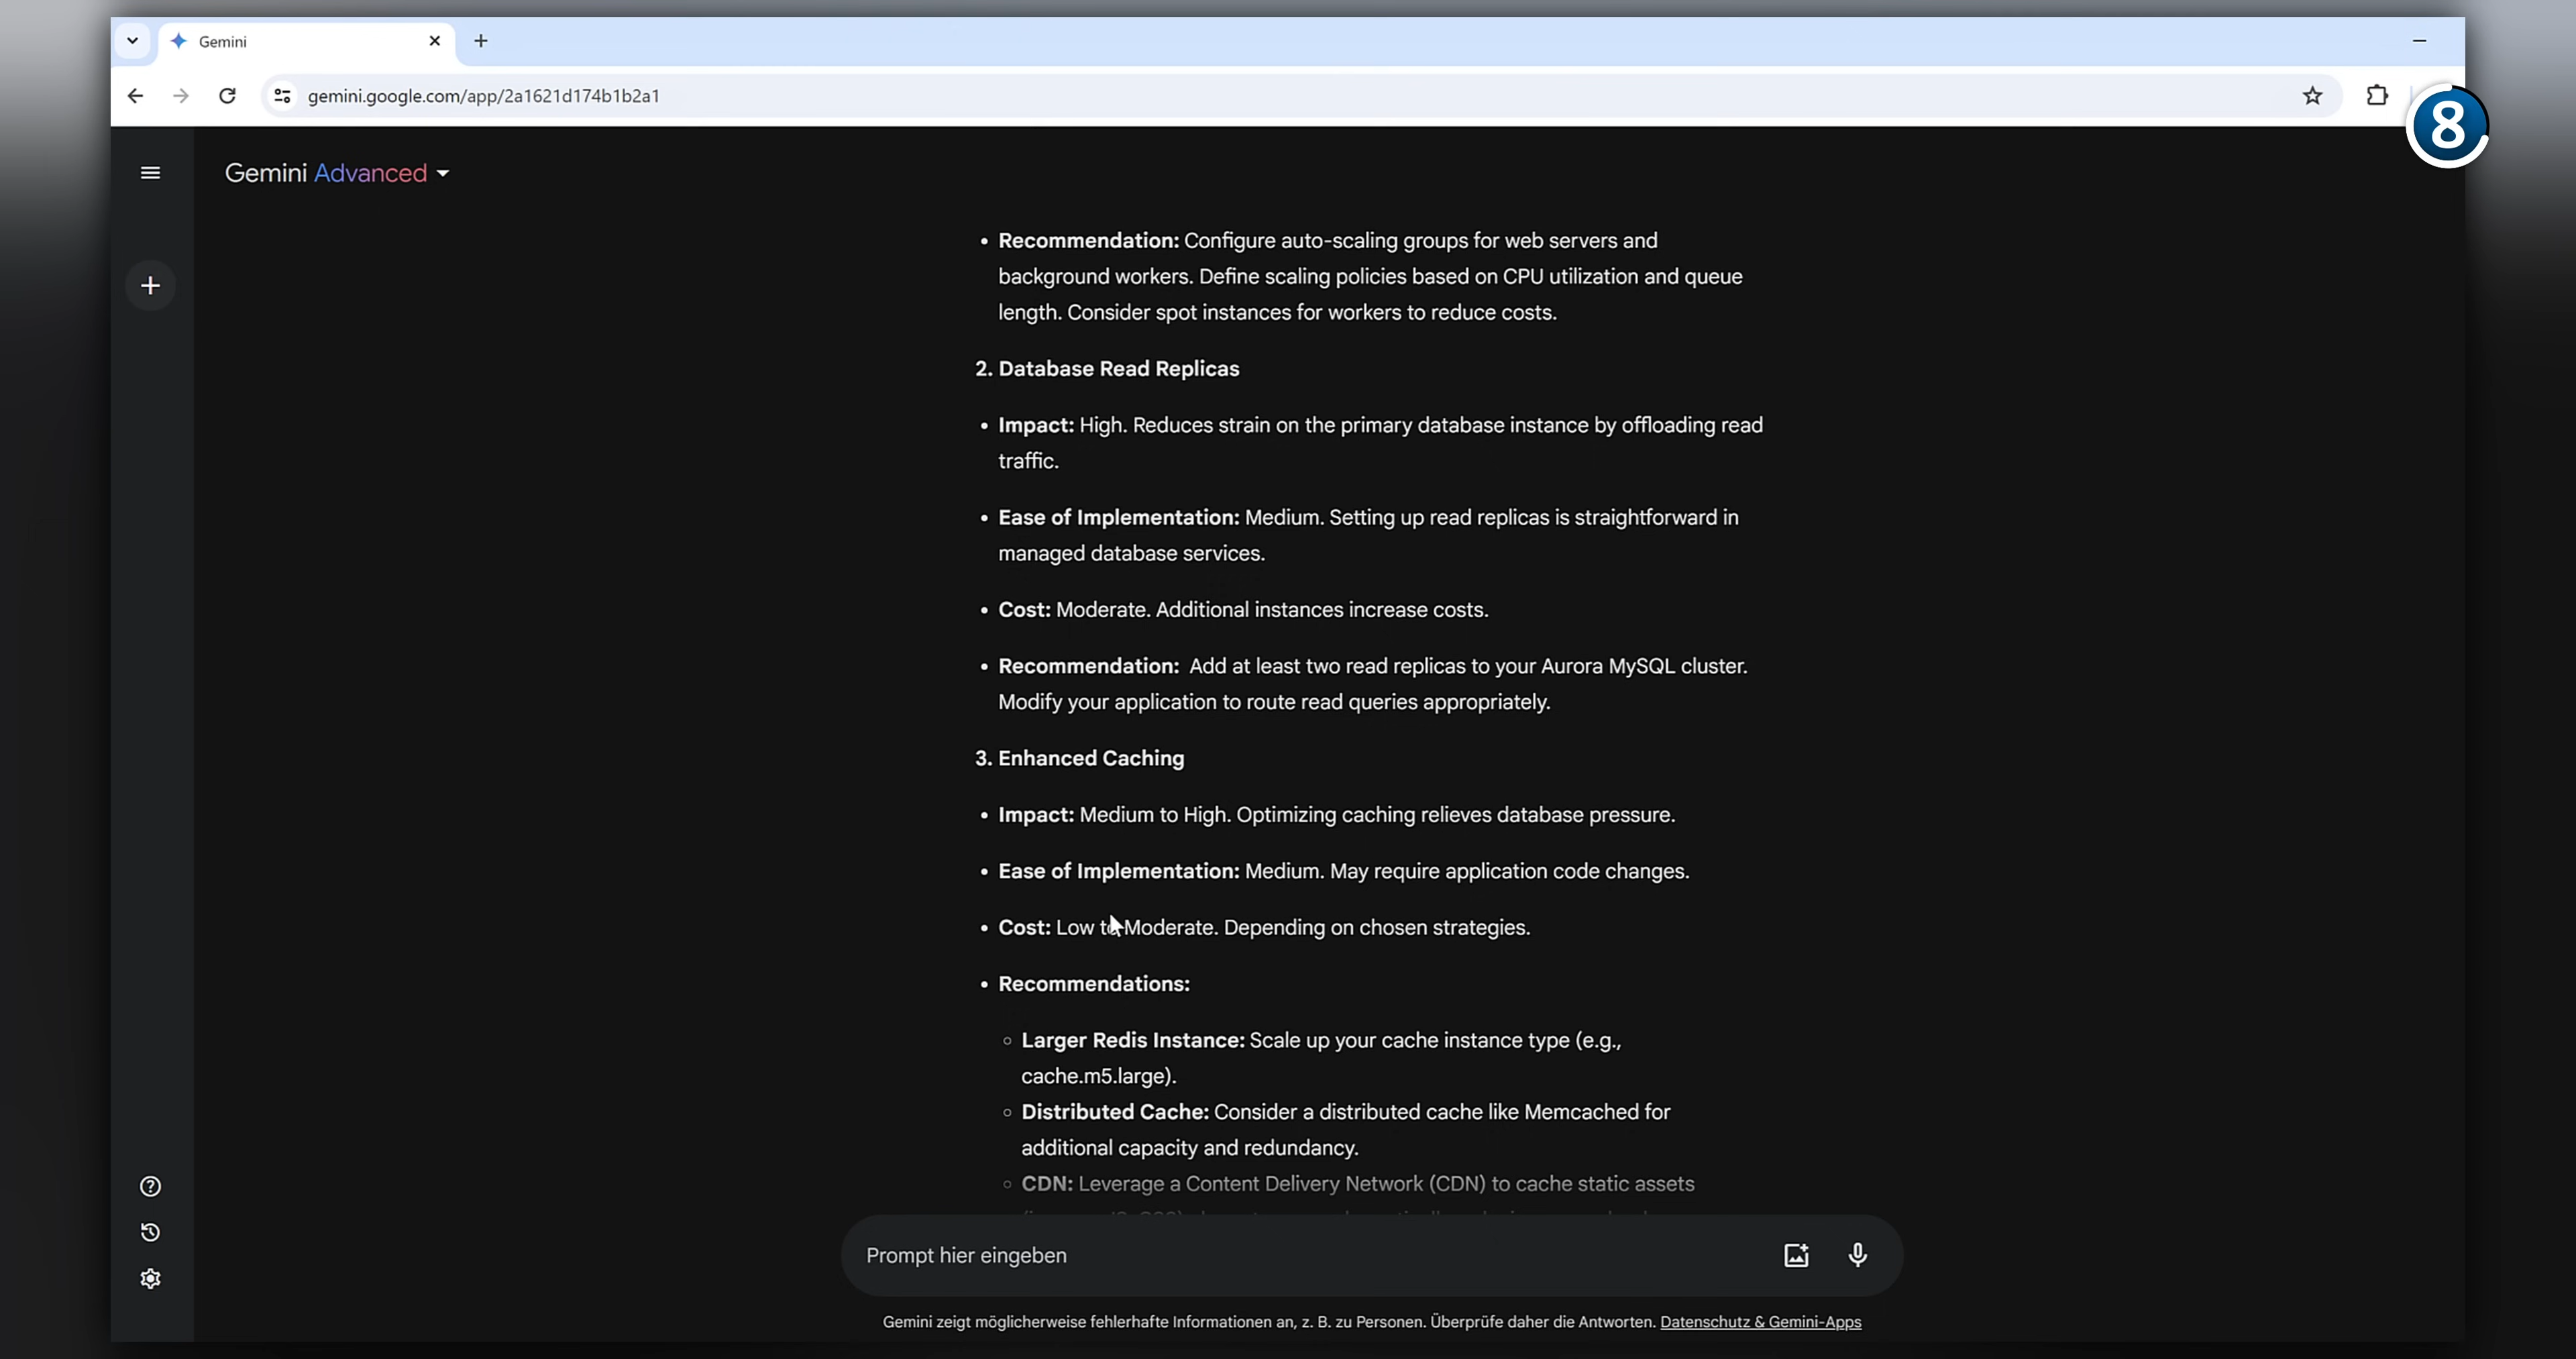 Gemini
gemini.google.com/app/2a1621d174b1b2a1
8
Gemini Advanced
• Recommendation: Configure auto-scaling groups for web servers and
background workers. Define scaling policies based on CPU utilization and queue
length. Consider spot instances for workers to reduce costs.
2. Database Read Replicas
• Impact: High. Reduces strain on the primary database instance by offloading read
traffic.
• Ease of Implementation: Medium. Setting up read replicas is straightforward in
managed database services.
• Cost: Moderate. Additional instances increase costs.
• Recommendation: Add at least two read replicas to your Aurora MySQL cluster.
Modify your application to route read queries appropriately.
3. Enhanced Caching
• Impact: Medium to High. Optimizing caching relieves database pressure.
• Ease of Implementation: Medium. May require application code changes.
• Cost: Low to Moderate. Depending on chosen strategies.
• Recommendations:
○ Larger Redis Instance: Scale up your cache instance type (e.g.,
cache.m5.large).
○ Distributed Cache: Consider a distributed cache like Memcached for
additional capacity and redundancy.
○ CDN: Leverage a Content Delivery Network (CDN) to cache static assets
Prompt hier eingeben
Gemini zeigt möglicherweise fehlerhafte Informationen an, z. B. zu Personen. Überprüfe daher die Antworten. Datenschutz & Gemini-Apps